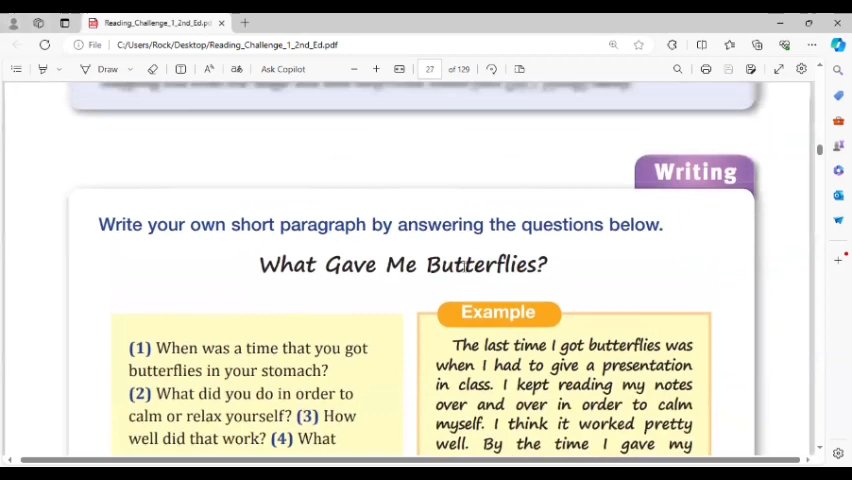 Reading_Challenge_1_2nd_Ed.pd
File
C:/Users/Rock/Desktop/Reading_Challenge_1_2nd_Ed.pdf
Draw
Ask Copilot
27
of 129
Writing
Write your own short paragraph by answering the questions below.
What Gave Me Butterflies?
(1) When was a time that you got
butterflies in your stomach?
(2) What did you do in order to
calm or relax yourself? (3) How
well did that work? (4) What
Example
The last time I got butterflies was
when I had to give a presentation
in class. I kept reading my notes
over and over in order to calm
myself. I think it worked pretty
well. By the time I gave my